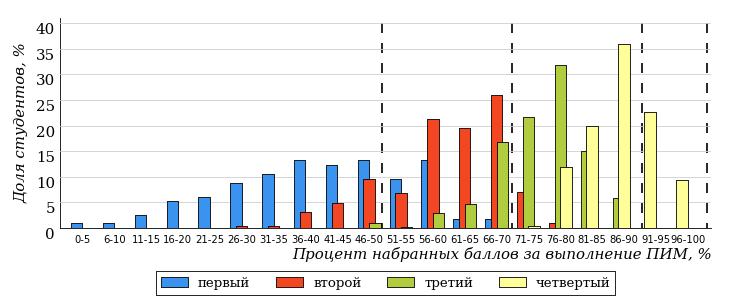 Доля студентов, %
40
35
30
25
20
15
10
5
0
0-5 6-10 11-15 16-20 21-25 26-30 31-35 36-40 41-45 46-50 51-55 56-60 61-65 66-70 71-75 76-80 81-85 86-90 91-95 96-100
Процент набранных баллов за выполнение ПИМ, %
первый второй третий четвертый